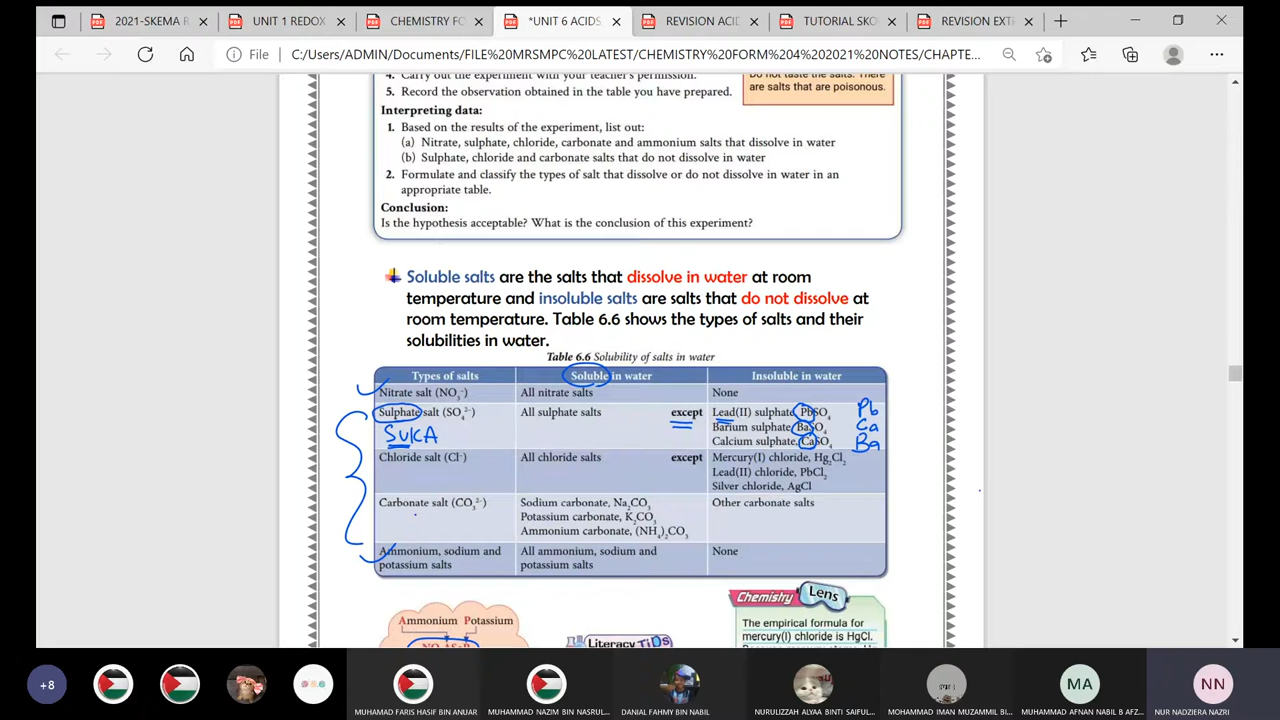 2021-SKEMA R
UNIT 1 REDOX
CHEMISTRY FO
*UNIT 6 ACIDS
REVISION ACID
TUTORIAL SKO
REVISION EXT
File
C:/Users/ADMIN/Documents/FILE%20MRSMPC%20LATEST/CHEMISTRY%20FORM%204%202021%20NOTES/CHAPTE...
4. Carry out the experiment with your teacher's permission.
Do not taste the salts. There
are salts that are poisonous.
5. Record the observation obtained in the table you have prepared.
Interpreting data:
1. Based on the results of the experiment, list out:
(a) Nitrate, sulphate, chloride, carbonate and ammonium salts that dissolve in water
(b) Sulphate, chloride and carbonate salts that do not dissolve in water
2. Formulate and classify the types of salt that dissolve or do not dissolve in water in an
appropriate table.
Conclusion:
Is the hypothesis acceptable? What is the conclusion of this experiment?
Soluble salts are the salts that dissolve in water at room
temperature and insoluble salts are salts that do not dissolve at
room temperature. Table 6.6 shows the types of salts and their
solubilities in water.
Table 6.6 Solubility of salts in water
Types of salts Soluble in water Insoluble in water
Nitrate salt (NO₃⁻) All nitrate salts None
Sulphate salt (SO₄²⁻) All sulphate salts except Lead(II) sulphate, PbSO₄ Pb
Barium sulphate, BaSO₄ Ca
SUKA
Calcium sulphate, CaSO₄ Ba
Chloride salt (Cl⁻) All chloride salts except Mercury(I) chloride, Hg₂Cl₂
Lead(II) chloride, PbCl₂
Silver chloride, AgCl
Carbonate salt (CO₃²⁻) Sodium carbonate, Na₂CO₃ Other carbonate salts
Potassium carbonate, K₂CO₃
Ammonium carbonate, (NH₄)₂CO₃
Ammonium, sodium and All ammonium, sodium and None
potassium salts potassium salts
Chemistry Lens
Ammonium Potassium
The empirical formula for
mercury(I) chloride is HgCl.
Literacy TiPS
+8
MUHAMAD FARIS HASIF BIN ANUAR
MUHAMMAD NAZIM BIN NASRUL...
DANIAL FAHMY BIN NABIL
NURULIZZAH ALYAA BINTI SAIFUL...
MOHAMMAD IMAN MUZAMMIL BI...
MA
MUHAMMAD AFNAN NABIL B AFZ...
NN
NUR NADZIERA NAZRI